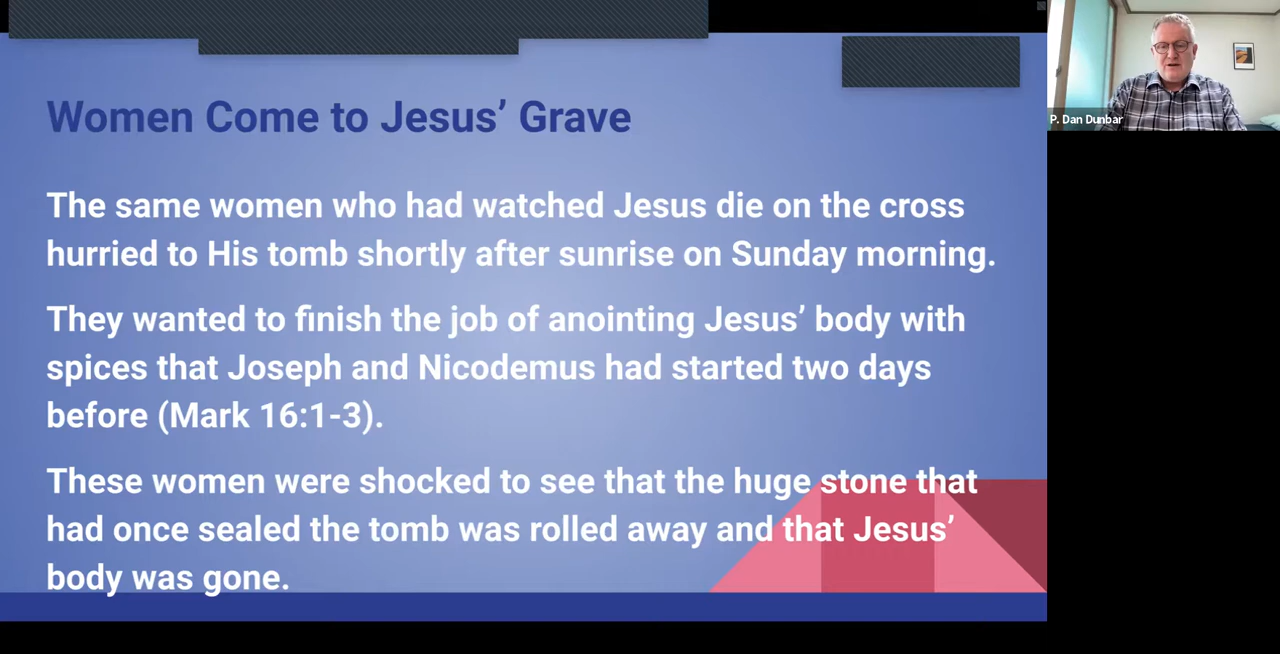 Women Come to Jesus’ Grave
The same women who had watched Jesus die on the cross
hurried to His tomb shortly after sunrise on Sunday morning.
They wanted to finish the job of anointing Jesus’ body with
spices that Joseph and Nicodemus had started two days
before (Mark 16:1-3).
These women were shocked to see that the huge stone that
had once sealed the tomb was rolled away and that Jesus’
body was gone.
P. Dan Dunbar